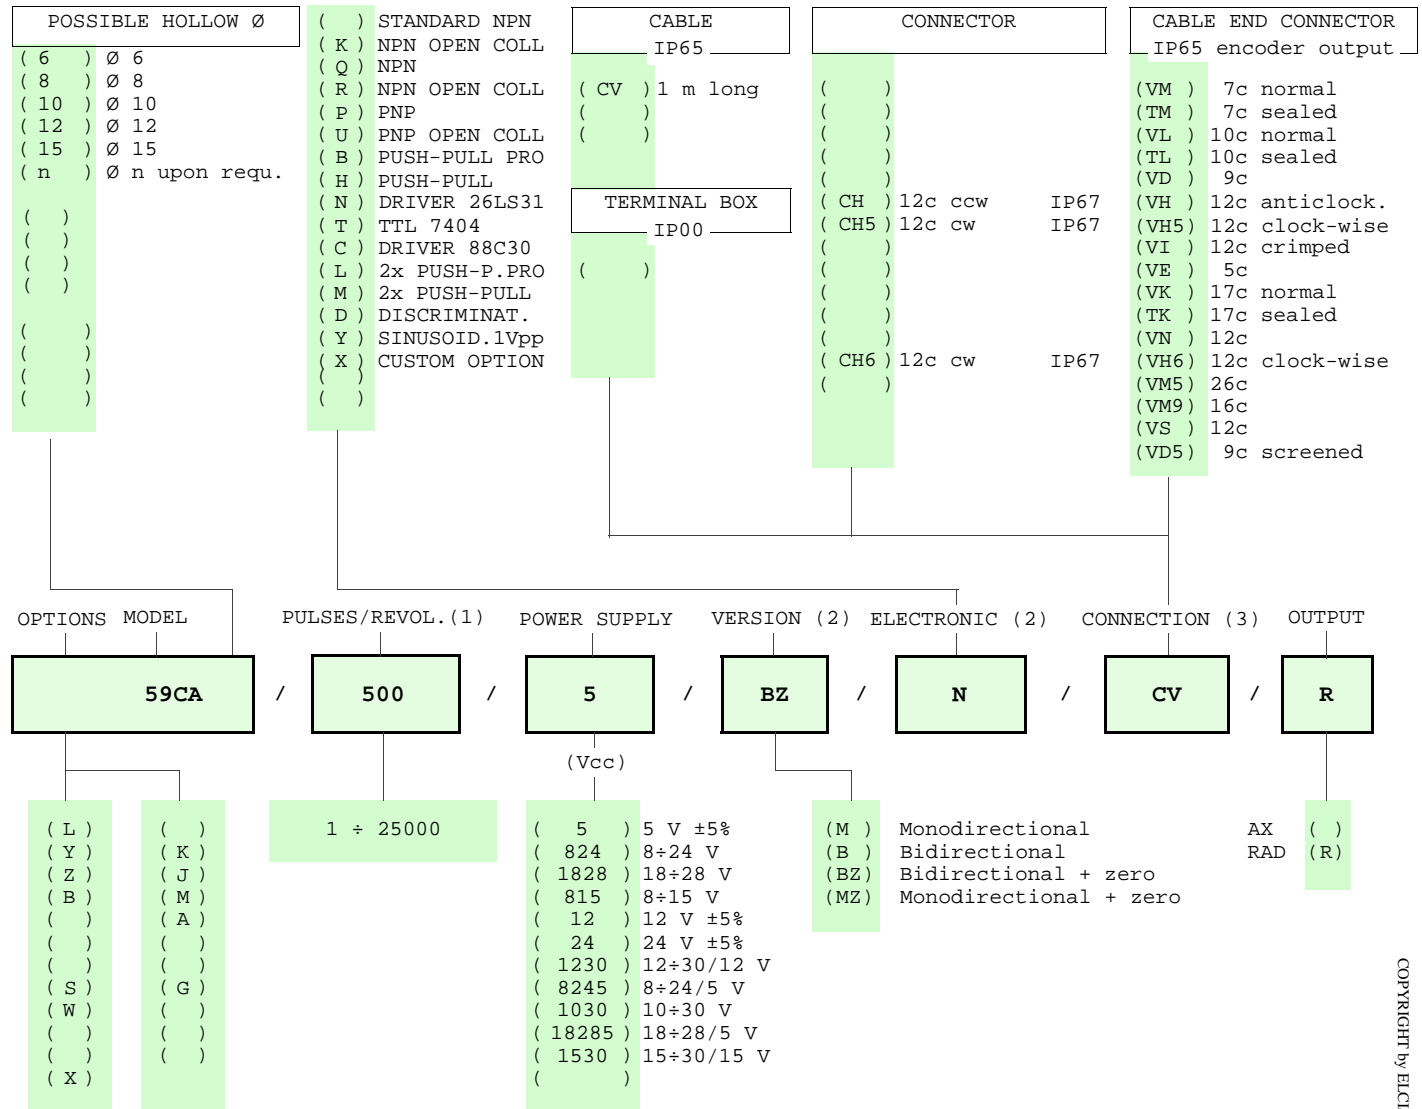 POSSIBLE HOLLOW Ø
( 6 ) Ø 6
( 8 ) Ø 8
( 10 ) Ø 10
( 12 ) Ø 12
( 15 ) Ø 15
( n ) Ø n upon requ.
( )
( )
( )
( )
( )
( )
( )
( )
( ) STANDARD NPN
( K ) NPN OPEN COLL
( Q ) NPN
( R ) NPN OPEN COLL
( P ) PNP
( U ) PNP OPEN COLL
( B ) PUSH-PULL PRO
( H ) PUSH-PULL
( N ) DRIVER 26LS31
( T ) TTL 7404
( C ) DRIVER 88C30
( L ) 2x PUSH-P.PRO
( M ) 2x PUSH-PULL
( D ) DISCRIMINAT.
( Y ) SINUSOID.1Vpp
( X ) CUSTOM OPTION
( )
( )
CABLE
IP65
( CV ) 1 m long
( )
( )
TERMINAL BOX
IP00
( )
CONNECTOR
( )
( )
( )
( )
( )
( CH ) 12c ccw IP67
( CH5 ) 12c cw IP67
( )
( )
( )
( )
( )
( CH6 ) 12c cw IP67
( )
CABLE END CONNECTOR
IP65 encoder output
(VM ) 7c normal
(TM ) 7c sealed
(VL ) 10c normal
(TL ) 10c sealed
(VD ) 9c
(VH ) 12c anticlock.
(VH5) 12c clock-wise
(VI ) 12c crimped
(VE ) 5c
(VK ) 17c normal
(TK ) 17c sealed
(VN ) 12c
(VH6) 12c clock-wise
(VM5) 26c
(VM9) 16c
(VS ) 12c
(VD5) 9c screened
OPTIONS MODEL PULSES/REVOL.(1) POWER SUPPLY VERSION (2) ELECTRONIC (2) CONNECTION (3) OUTPUT
59CA / 500 / 5 / BZ / N / CV / R
(Vcc)
( L )
( Y )
( Z )
( B )
( )
( )
( )
( S )
( W )
( )
( )
( X )
( )
( K )
( J )
( M )
( A )
( )
( )
( G )
( )
( )
( )
1 ÷ 25000
( 5 ) 5 V ±5%
( 824 ) 8÷24 V
( 1828 ) 18÷28 V
( 815 ) 8÷15 V
( 12 ) 12 V ±5%
( 24 ) 24 V ±5%
( 1230 ) 12÷30/12 V
( 8245 ) 8÷24/5 V
( 1030 ) 10÷30 V
( 18285 ) 18÷28/5 V
( 1530 ) 15÷30/15 V
( )
(M ) Monodirectional
(B ) Bidirectional
(BZ) Bidirectional + zero
(MZ) Monodirectional + zero
AX ( )
RAD (R)
COPYRIGHT by ELCI